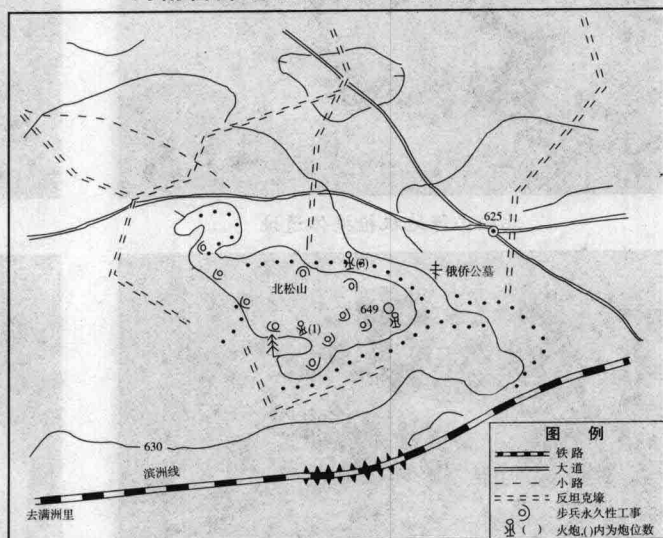 625
俄侨公墓
(6)
北松山
649
(1)
630
滨洲线
去满洲里
图 例
铁 路
大 道
小 路
反坦克壕
步兵永久性工事
( ) 火炮,( )内为炮位数